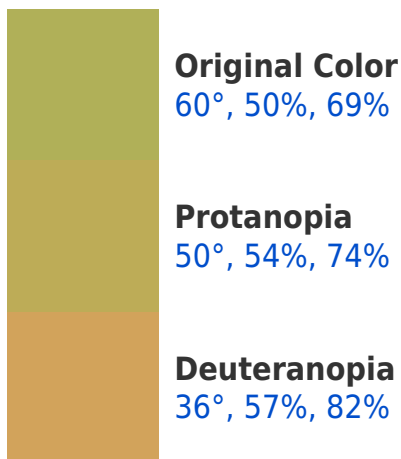 Original Color
60°, 50%, 69%
Protanopia
50°, 54%, 74%
Deuteranopia
36°, 57%, 82%